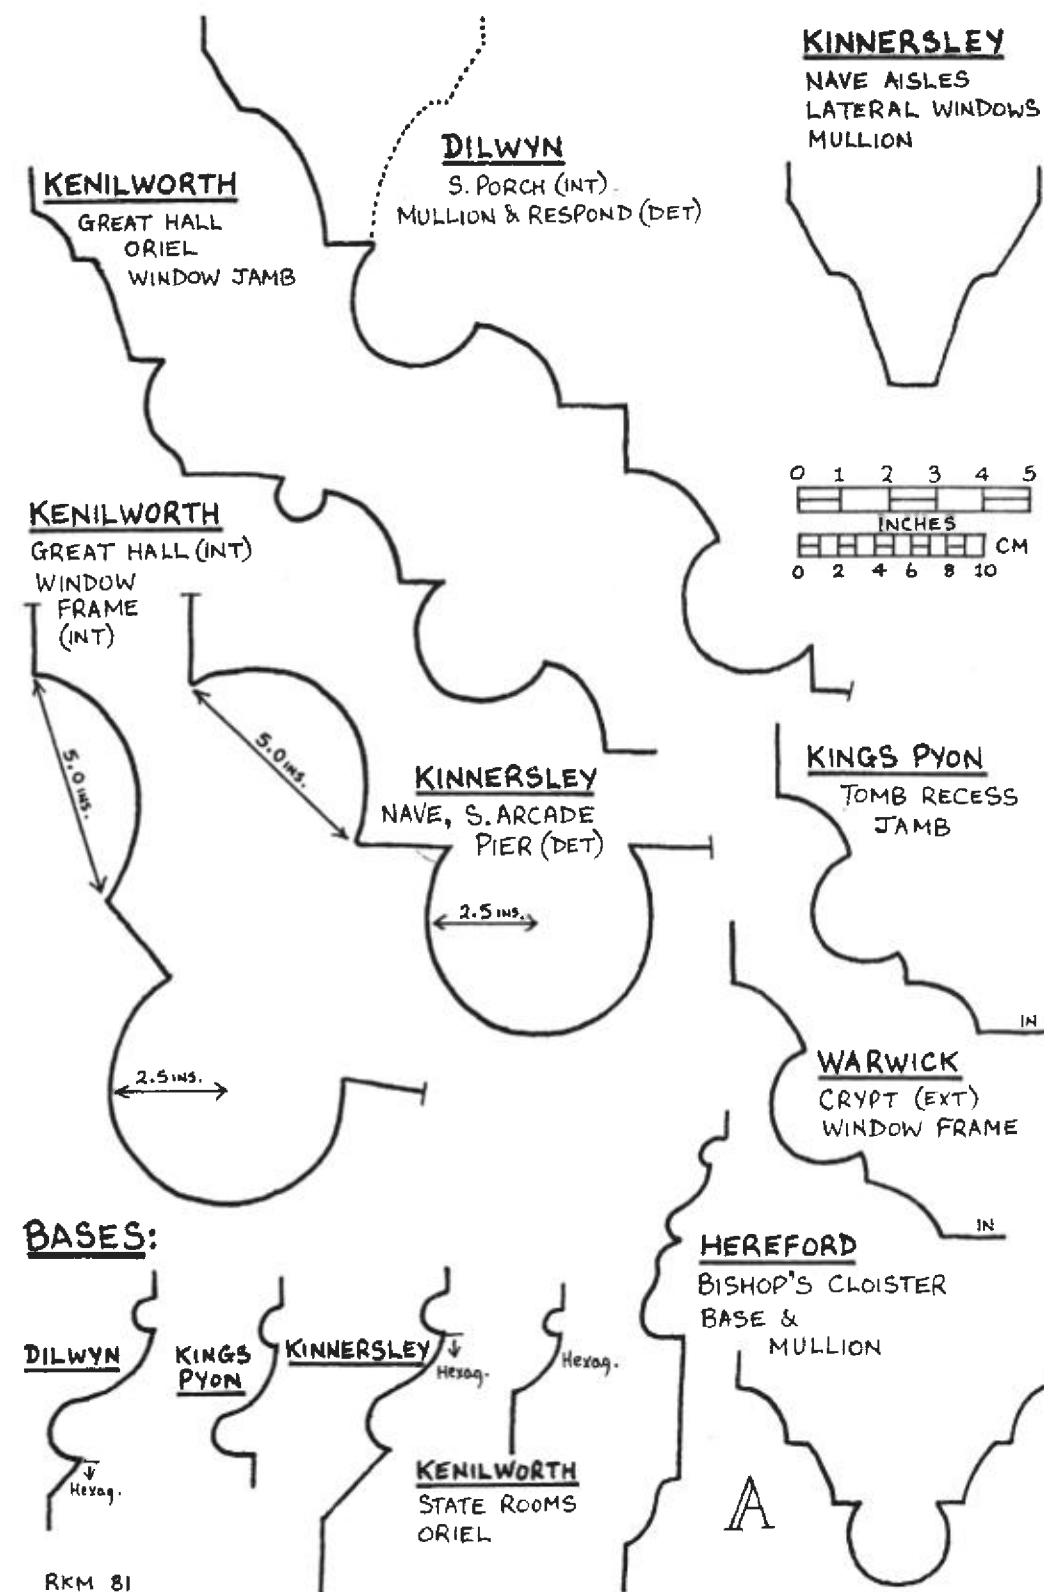 KINNERSLEY
NAVE AISLES
LATERAL WINDOWS
MULLION
DILWYN
S. PORCH (INT).
MULLION & RESPOND (DET)
KENILWORTH
GREAT HALL
ORIEL
WINDOW JAMB
0 1 2 3 4 5
INCHES
CM
0 2 4 6 8 10
KENILWORTH
GREAT HALL (INT)
WINDOW
FRAME
(INT)
5.0 INS.
5.0 INS.
KINNERSLEY
NAVE, S. ARCADE
PIER (DET)
2.5 INS.
2.5 INS.
KINGS PYON
TOMB RECESS
JAMB
IN
WARWICK
CRYPT (EXT)
WINDOW FRAME
IN
HEREFORD
BISHOP'S CLOISTER
BASE &
MULLION
BASES:
DILWYN
Hexag.
KINGS
PYON
KINNERSLEY
Hexag.
Hexag.
KENILWORTH
STATE ROOMS
ORIEL
A
RKM 81